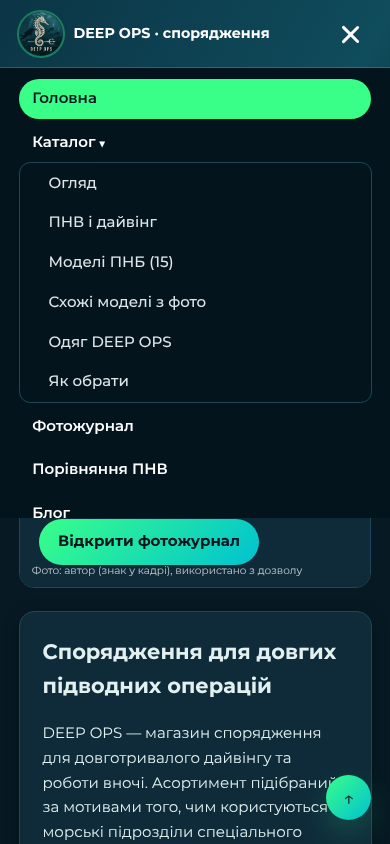 DEEP OPS
DEEP OPS · спорядження
Головна
Каталог ▾
Огляд
ПНВ і дайвінг
Моделі ПНБ (15)
Схожі моделі з фото
Одяг DEEP OPS
Як обрати
Фотожурнал
Порівняння ПНВ
Блог
Відкрити фотожурнал
Фото: автор (знак у кадрі), використано з дозволу
Спорядження для довгих
підводних операцій
DEEP OPS — магазин спорядження
для довготривалого дайвінгу та
роботи вночі. Асортимент підібраний
за мотивами того, чим користуються
морські підрозділи спеціального
↑